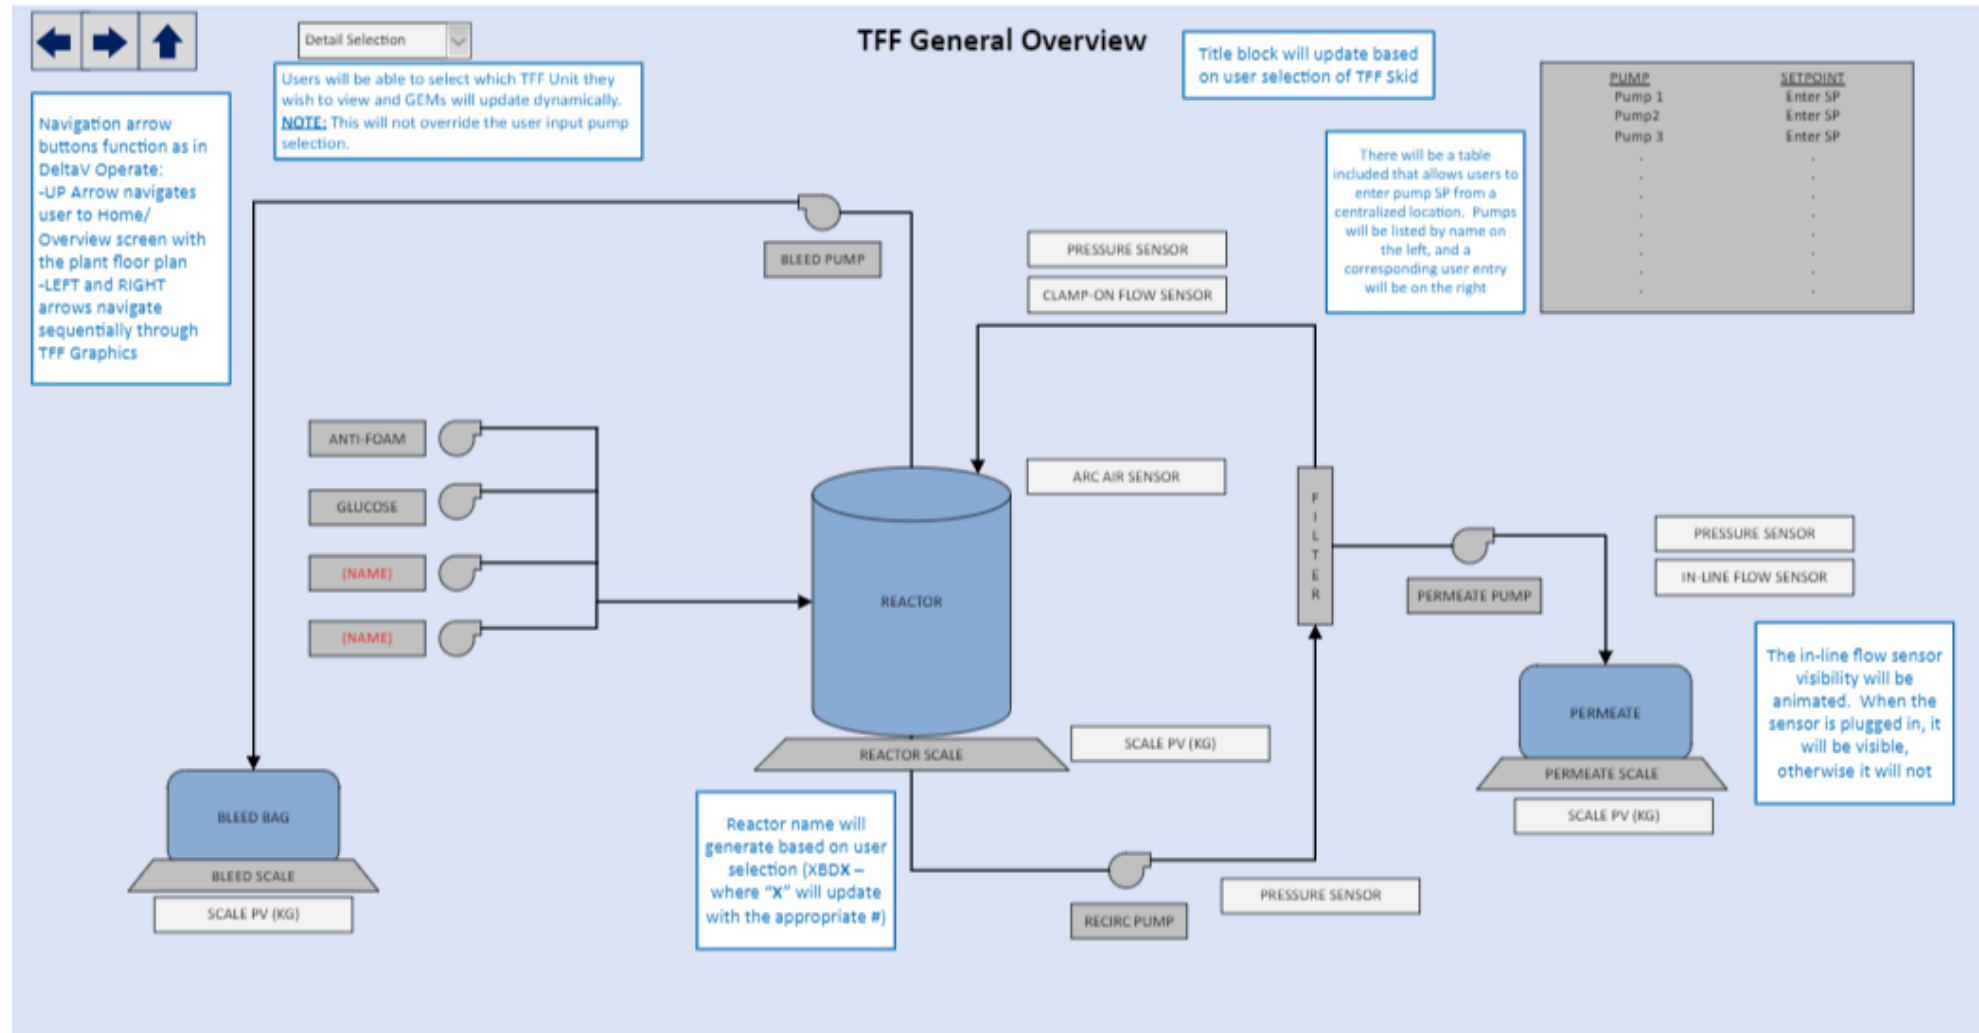 Detail Selection
TFF General Overview
Users will be able to select which TFF Unit they
wish to view and GEMs will update dynamically.
NOTE: This will not override the user input pump
selection.
Title block will update based
on user selection of TFF Skid
PUMP SETPOINT
Pump 1 Enter SP
Pump2 Enter SP
Pump 3 Enter SP
. .
. .
. .
. .
. .
. .
. .
. .
Navigation arrow
buttons function as in
DeltaV Operate:
-UP Arrow navigates
user to Home/
Overview screen with
the plant floor plan
-LEFT and RIGHT
arrows navigate
sequentially through
TFF Graphics
There will be a table
included that allows users to
enter pump SP from a
centralized location. Pumps
will be listed by name on
the left, and a
corresponding user entry
will be on the right
BLEED PUMP
PRESSURE SENSOR
CLAMP-ON FLOW SENSOR
ANTI-FOAM
GLUCOSE
(NAME)
(NAME)
ARC AIR SENSOR
REACTOR
FILTER
PRESSURE SENSOR
IN-LINE FLOW SENSOR
PERMEATE PUMP
The in-line flow sensor
visibility will be
animated. When the
sensor is plugged in, it
will be visible,
otherwise it will not
PERMEATE
PERMEATE SCALE
SCALE PV (KG)
REACTOR SCALE
SCALE PV (KG)
Reactor name will
generate based on user
selection (XBDX –
where “X” will update
with the appropriate #)
BLEED BAG
BLEED SCALE
SCALE PV (KG)
RECIRC PUMP
PRESSURE SENSOR